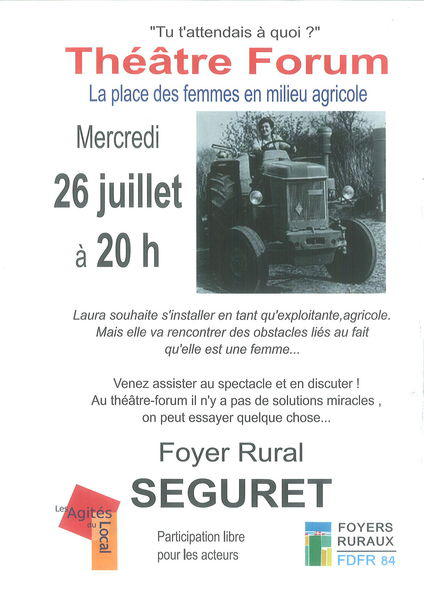 "Tu t'attendais à quoi ?"
Théâtre Forum
La place des femmes en milieu agricole
Mercredi
26 juillet
à 20 h
Laura souhaite s'installer en tant qu'exploitante,agricole.
Mais elle va rencontrer des obstacles liés au fait
qu'elle est une femme...
Venez assister au spectacle et en discuter !
Au théâtre-forum il n'y a pas de solutions miracles ,
on peut essayer quelque chose...
Foyer Rural
SEGURET
Les Agités
du
Local
Participation libre
pour les acteurs
FOYERS
RURAUX
FDFR 84